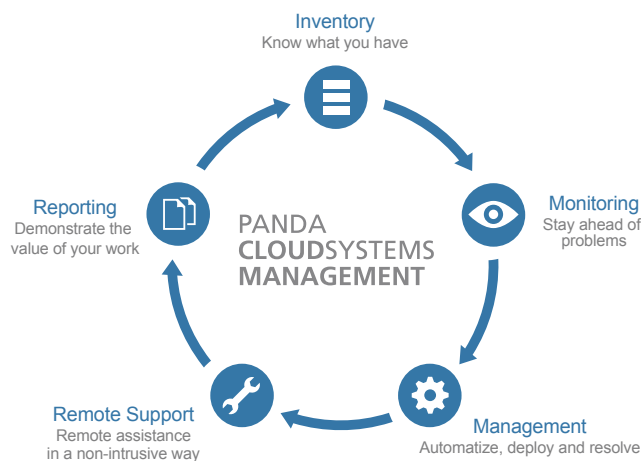 Inventory
Know what you have
Monitoring
Stay ahead of
problems
Management
Automatize, deploy and resolve
Remote Support
Remote assistance
in a non-intrusive way
Reporting
Demonstrate the
value of your work
PANDA
CLOUDSYSTEMS
MANAGEMENT